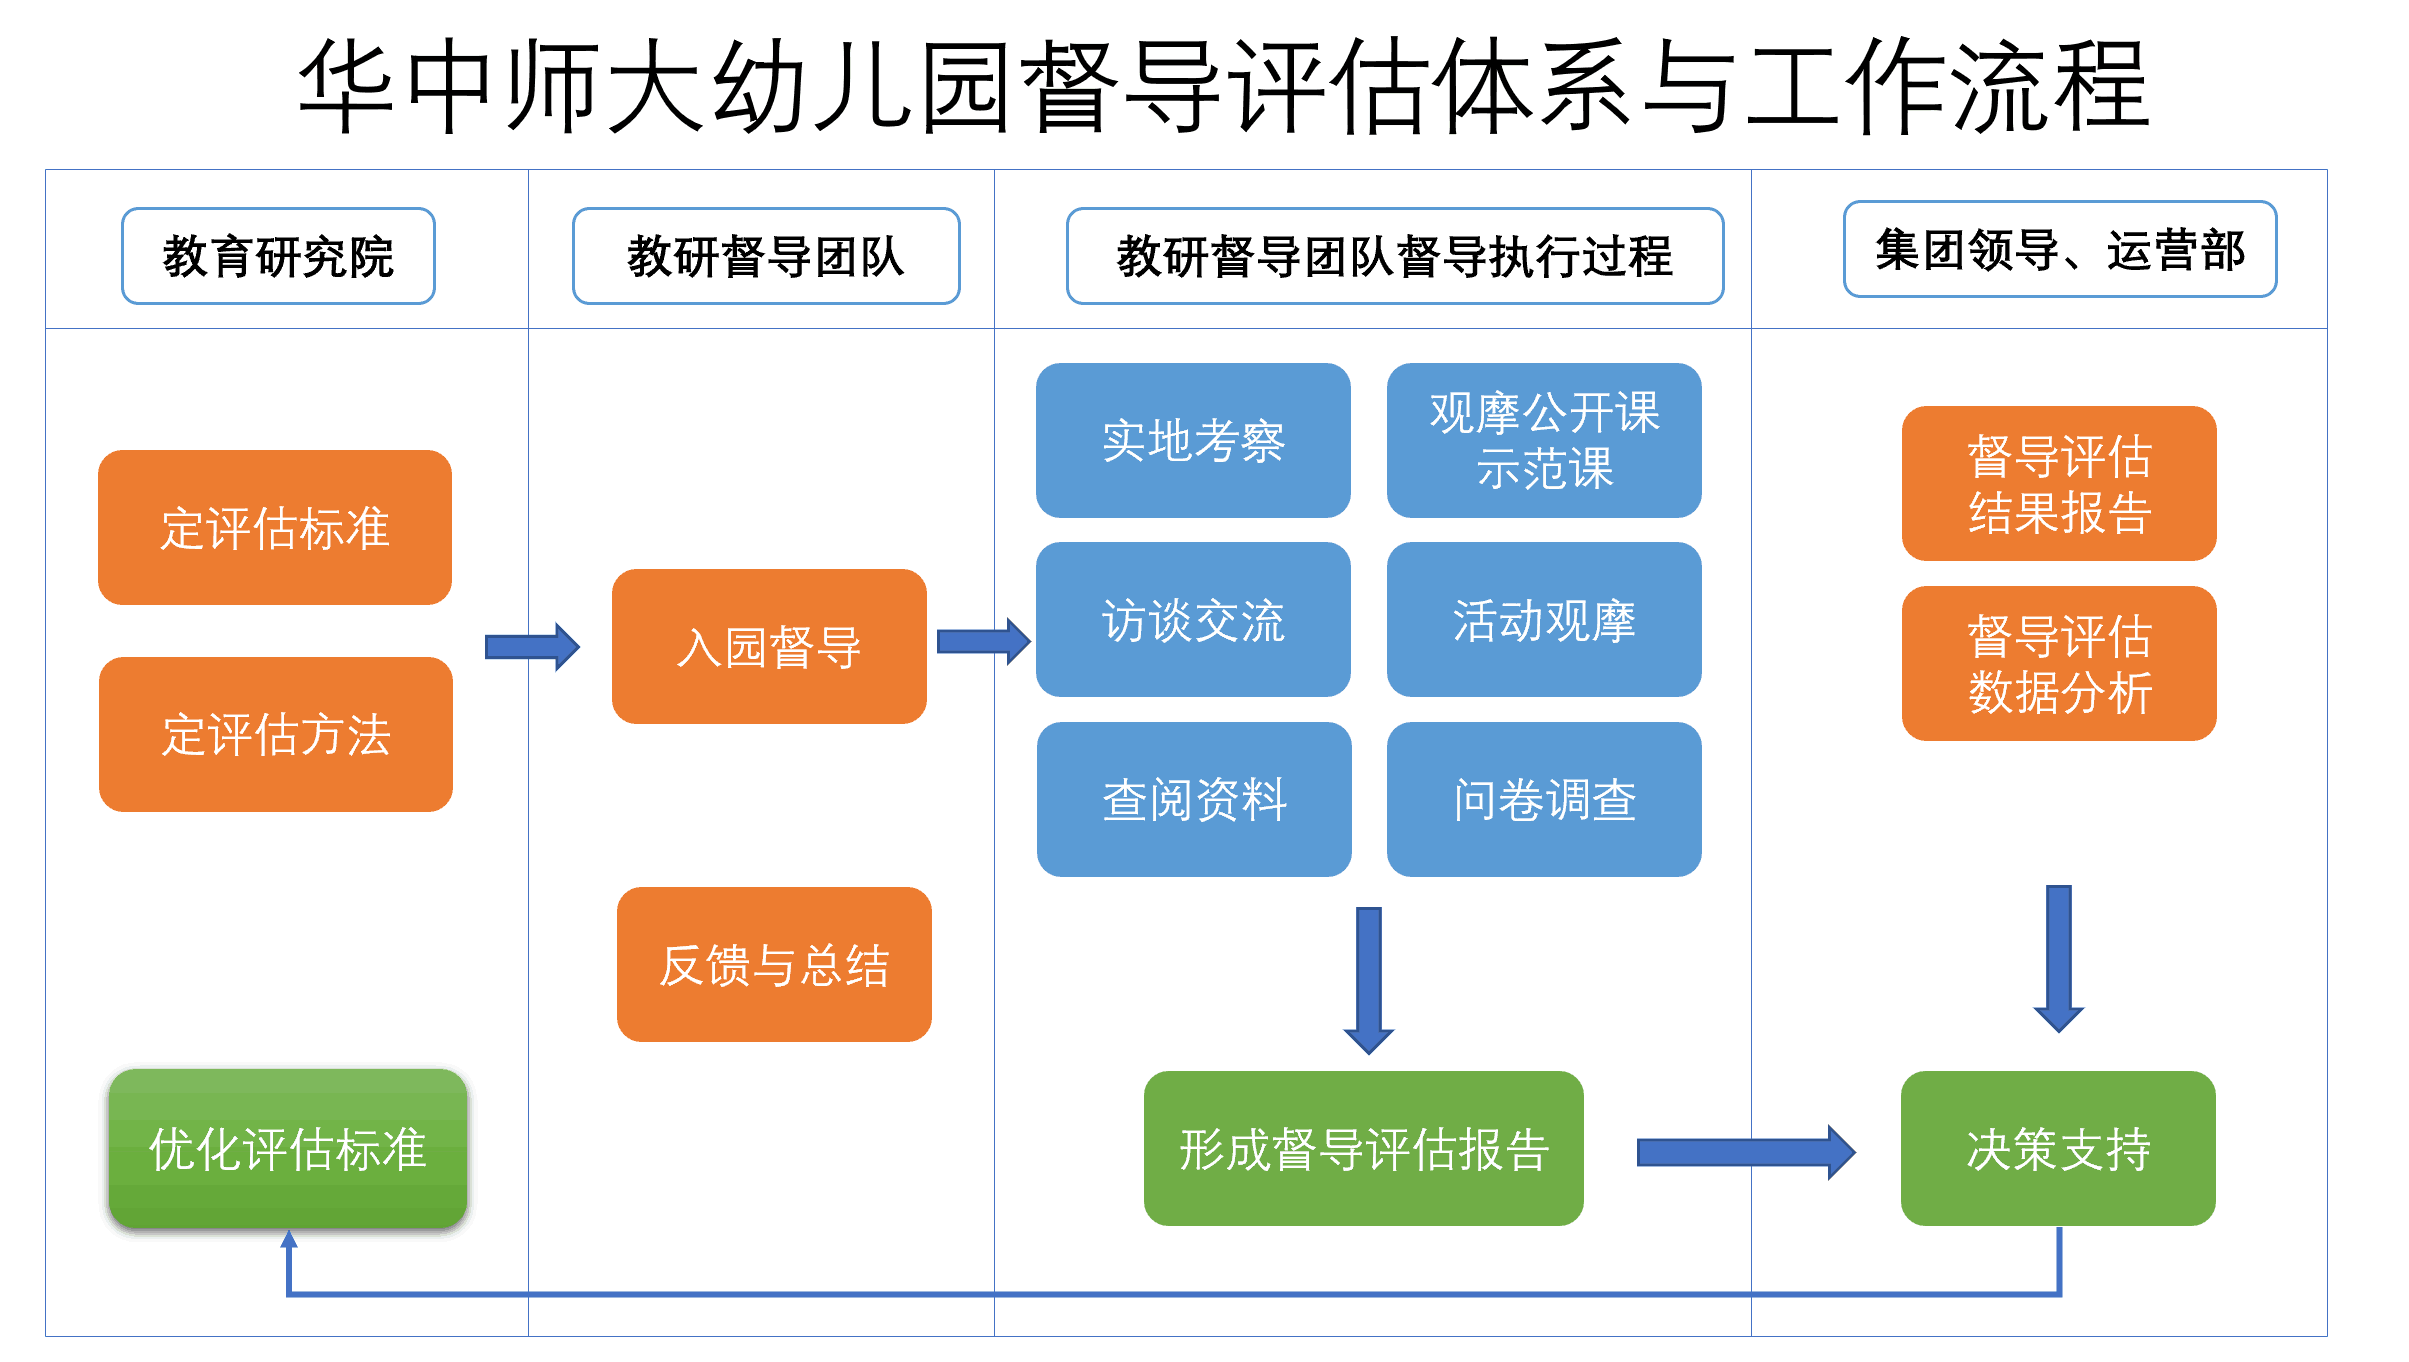 华中师大幼儿园督导评估体系与工作流程
教育研究院
教研督导团队
教研督导团队督导执行过程
集团领导、运营部
定评估标准
定评估方法
优化评估标准
入园督导
反馈与总结
实地考察
观摩公开课
示范课
访谈交流
活动观摩
查阅资料
问卷调查
形成督导评估报告
督导评估
结果报告
督导评估
数据分析
决策支持